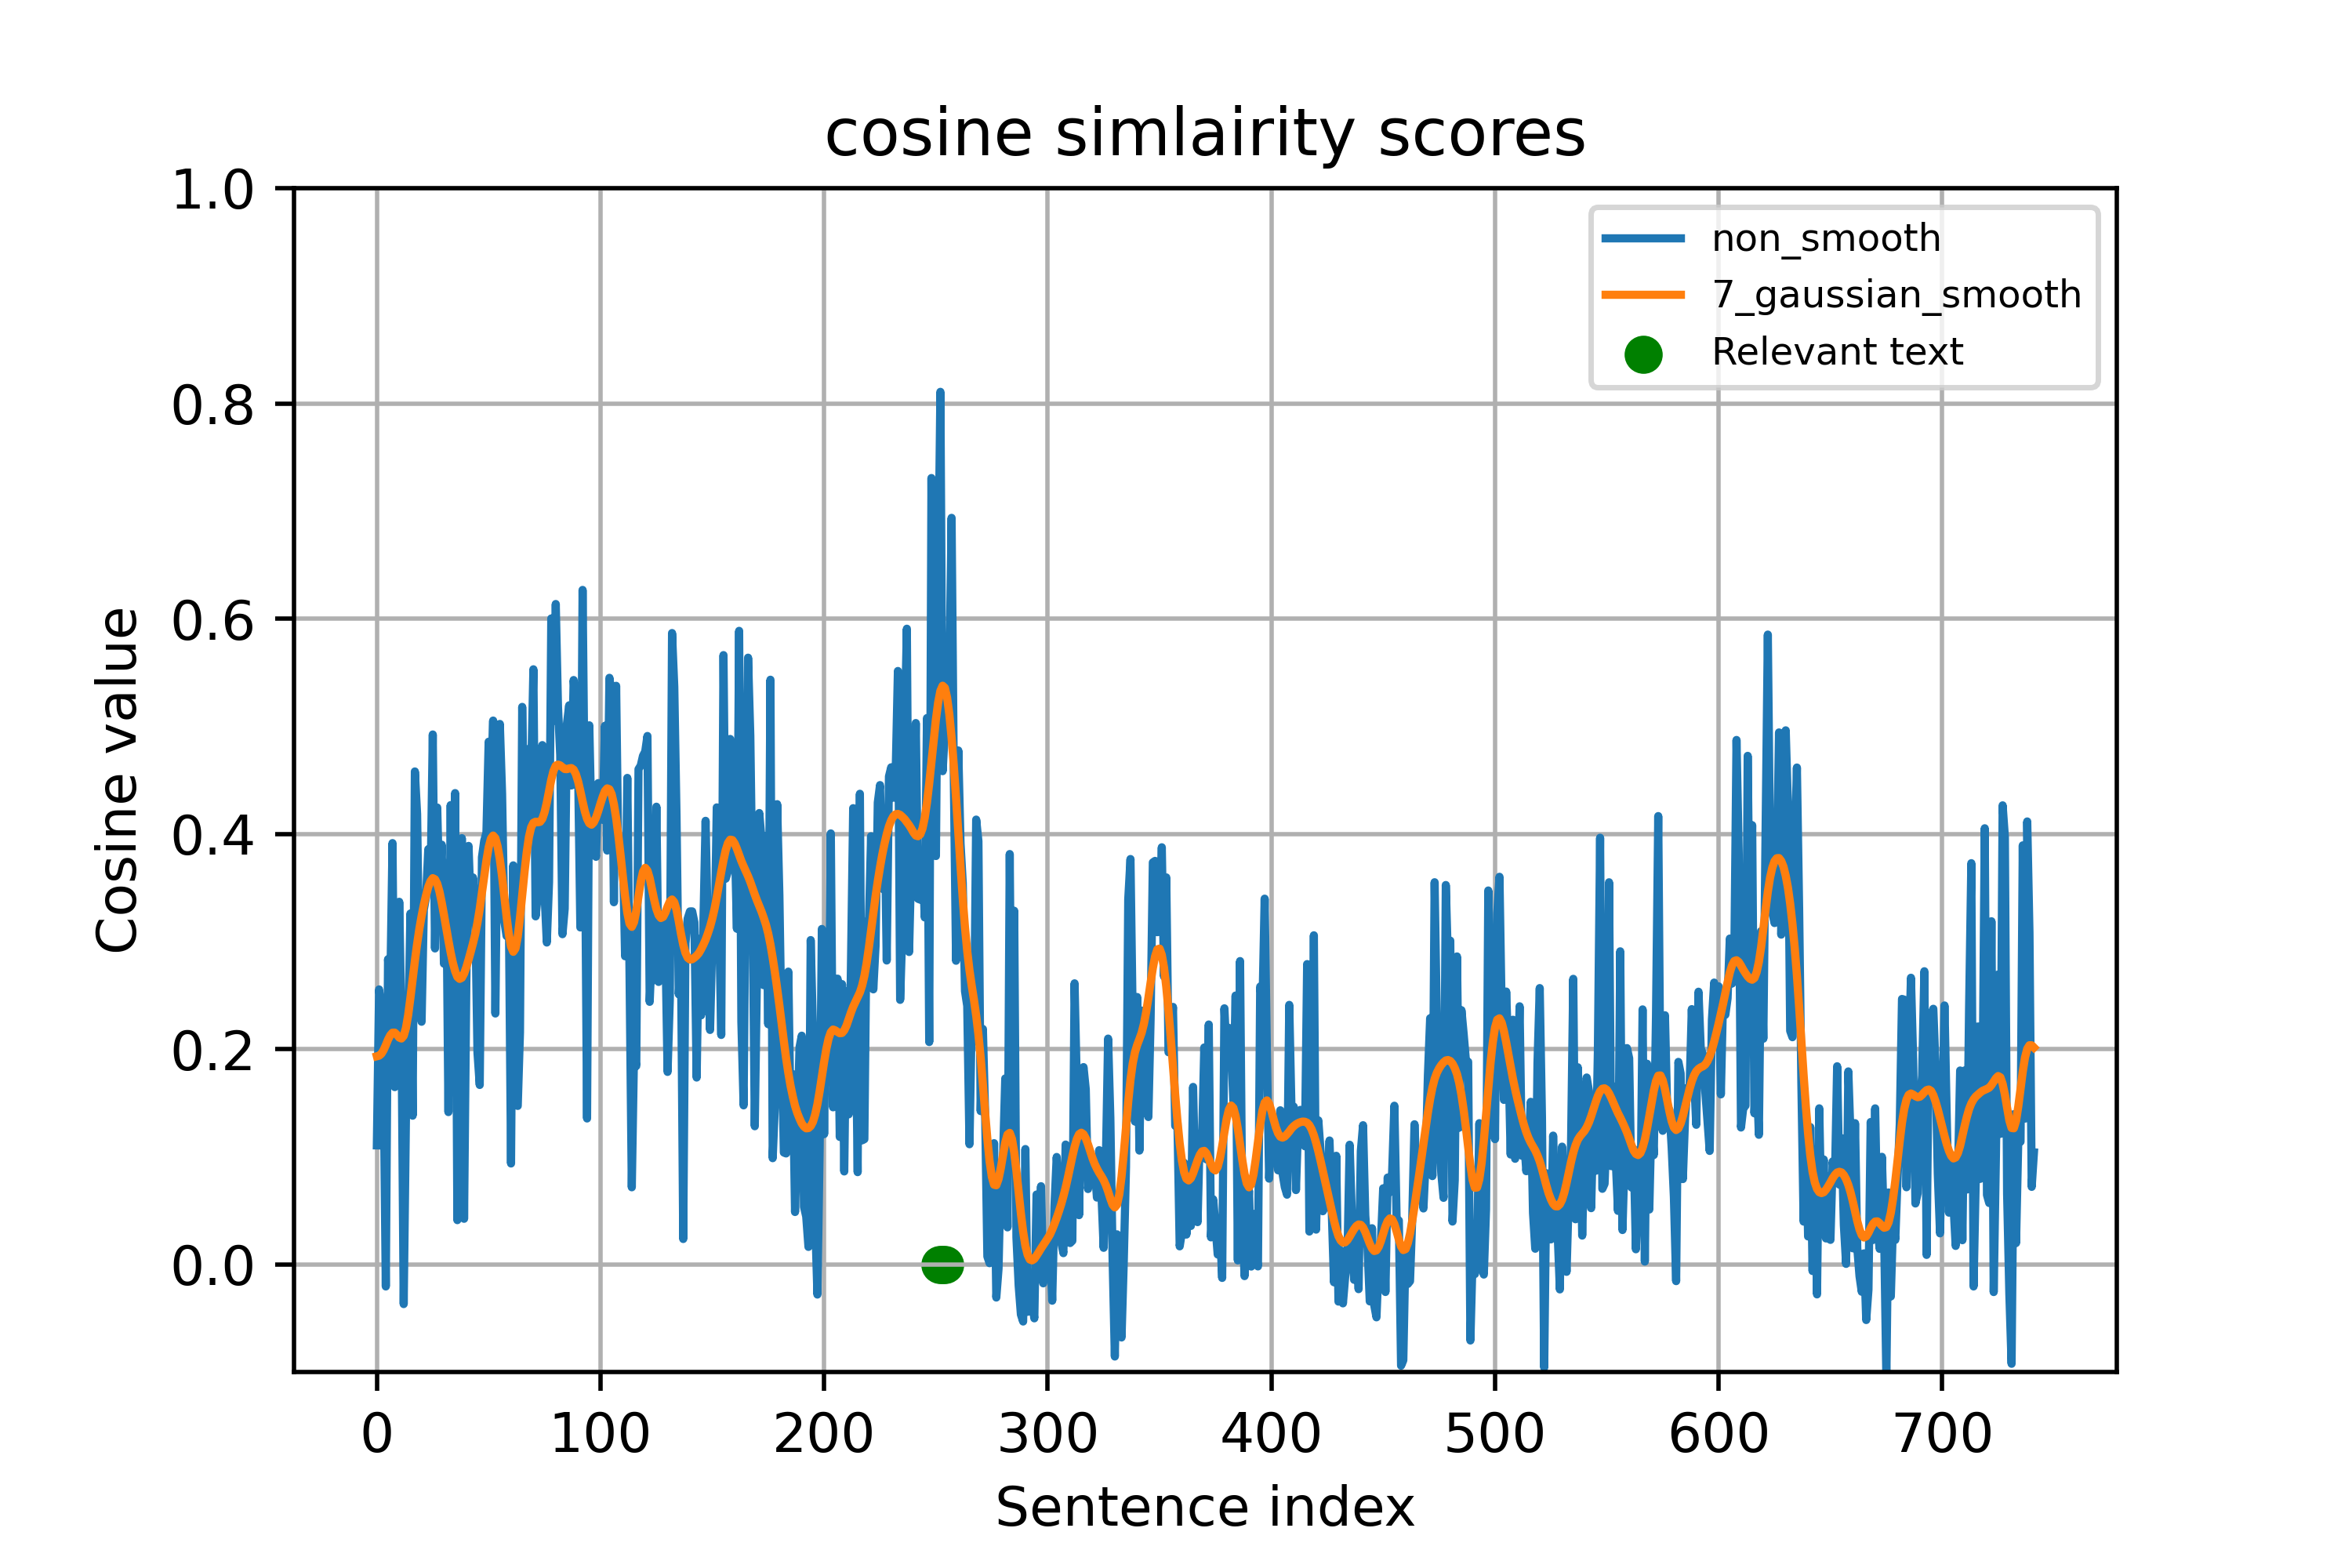 cosine simlairity scores
1.0
0.8
0.6
0.4
0.2
0.0
Cosine value
non_smooth
7_gaussian_smooth
Relevant text
0 100 200 300 400 500 600 700
Sentence index